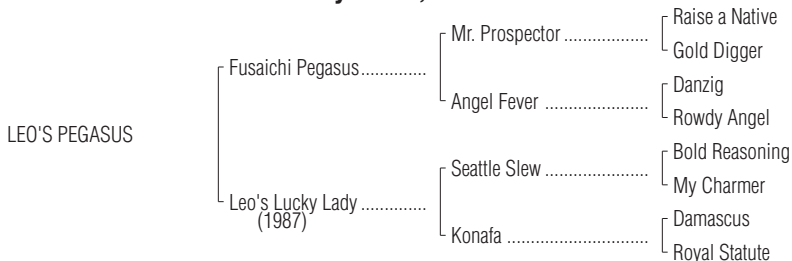 Mr. Prospector ..................
Raise a Native
Gold Digger
Fusaichi Pegasus..............
Angel Fever ......................
Danzig
Rowdy Angel
LEO'S PEGASUS
Leo's Lucky Lady ..............
(1987)
Seattle Slew ......................
Bold Reasoning
My Charmer
Konafa ..............................
Damascus
Royal Statute